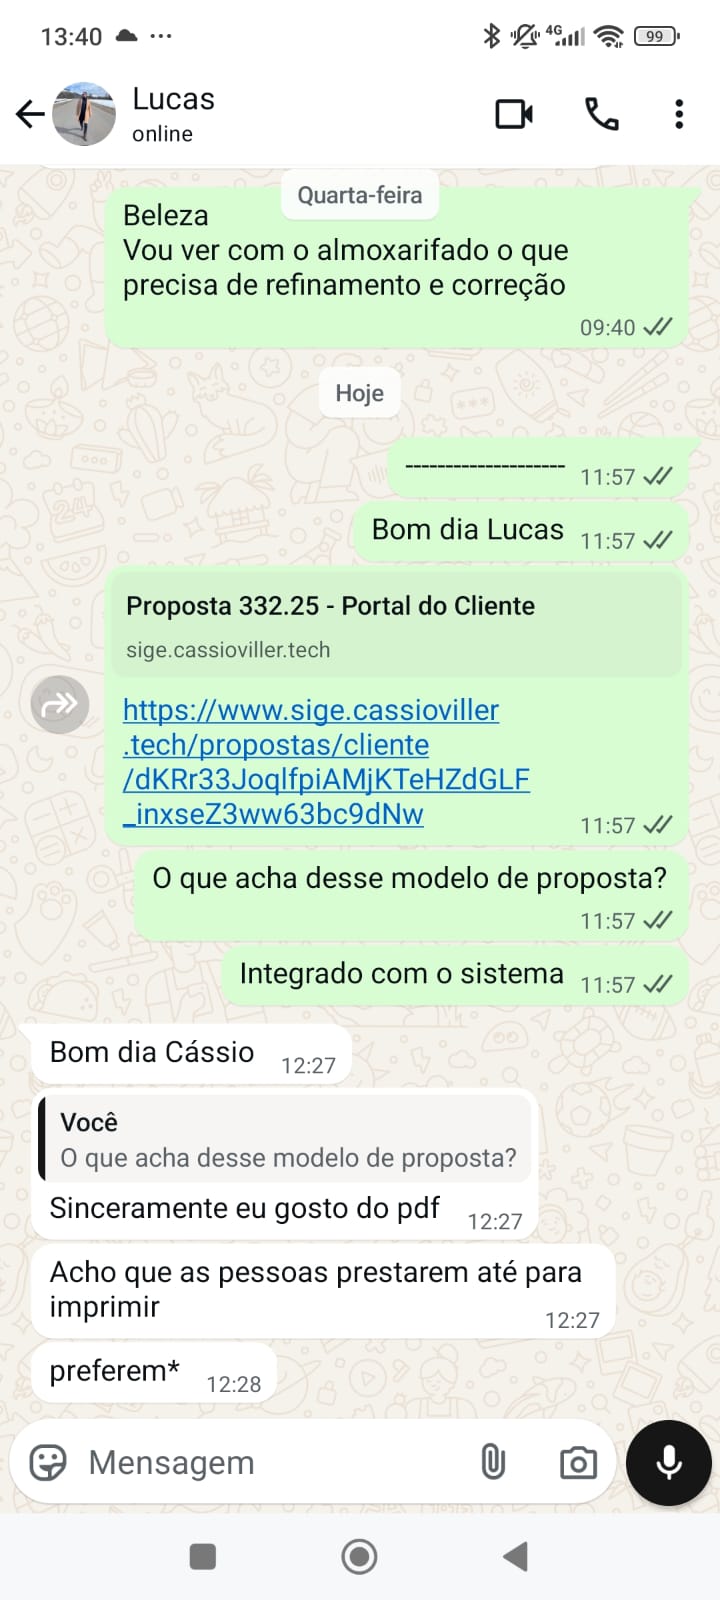 13:40
4G
99
Lucas
online
Quarta-feira
Beleza
Vou ver com o almoxarifado o que
precisa de refinamento e correção
09:40
Hoje
-------------------- 11:57
Bom dia Lucas 11:57
Proposta 332.25 - Portal do Cliente
sige.cassioviller.tech
https://www.sige.cassioviller
.tech/propostas/cliente
/dKRr33JoqlfpiAMjKTeHZdGLF
_inxseZ3ww63bc9dNw
11:57
O que acha desse modelo de proposta?
11:57
Integrado com o sistema 11:57
Bom dia Cássio 12:27
Você
O que acha desse modelo de proposta?
Sinceramente eu gosto do pdf 12:27
Acho que as pessoas prestarem até para
imprimir
12:27
preferem* 12:28
Mensagem